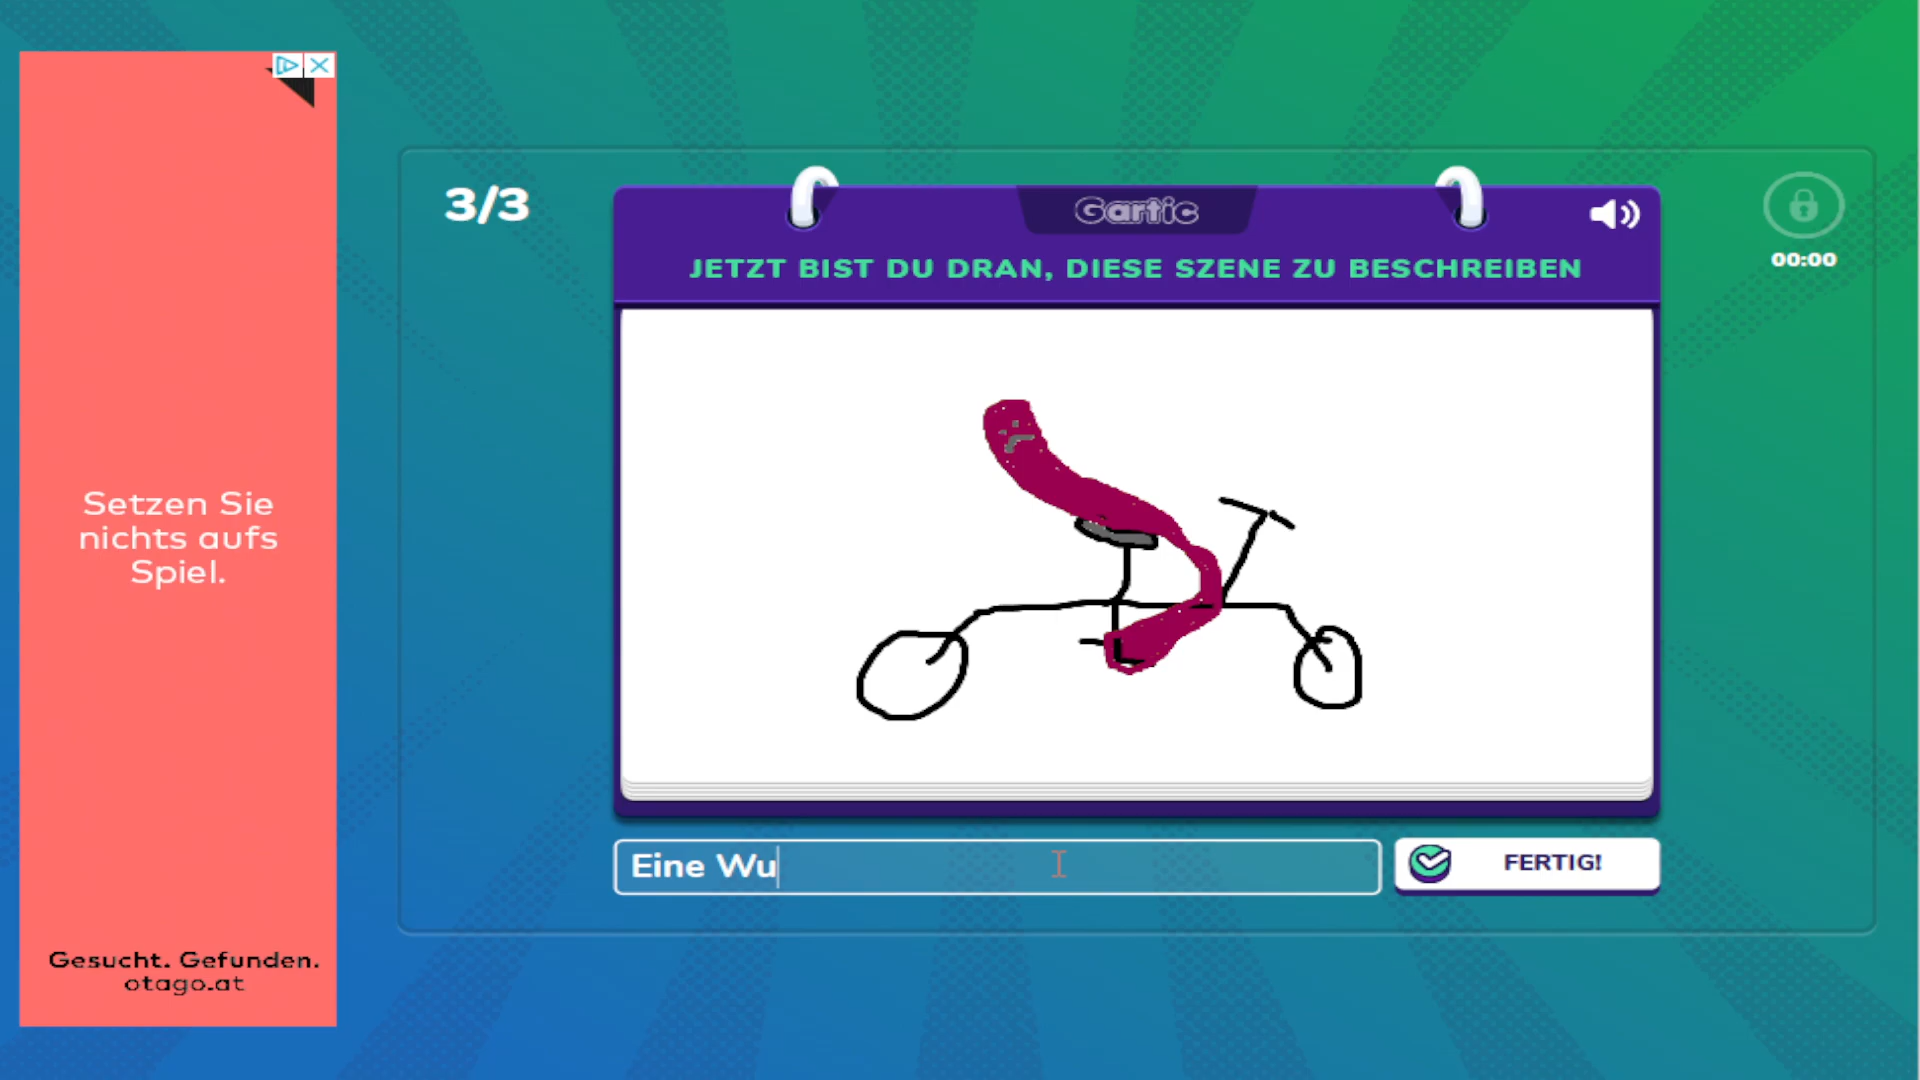 Setzen Sie
nichts aufs
Spiel.
Gesucht. Gefunden.
otago.at
3/3
Gartic
JETZT BIST DU DRAN, DIESE SZENE ZU BESCHREIBEN
00:00
Eine Wu
FERTIG!